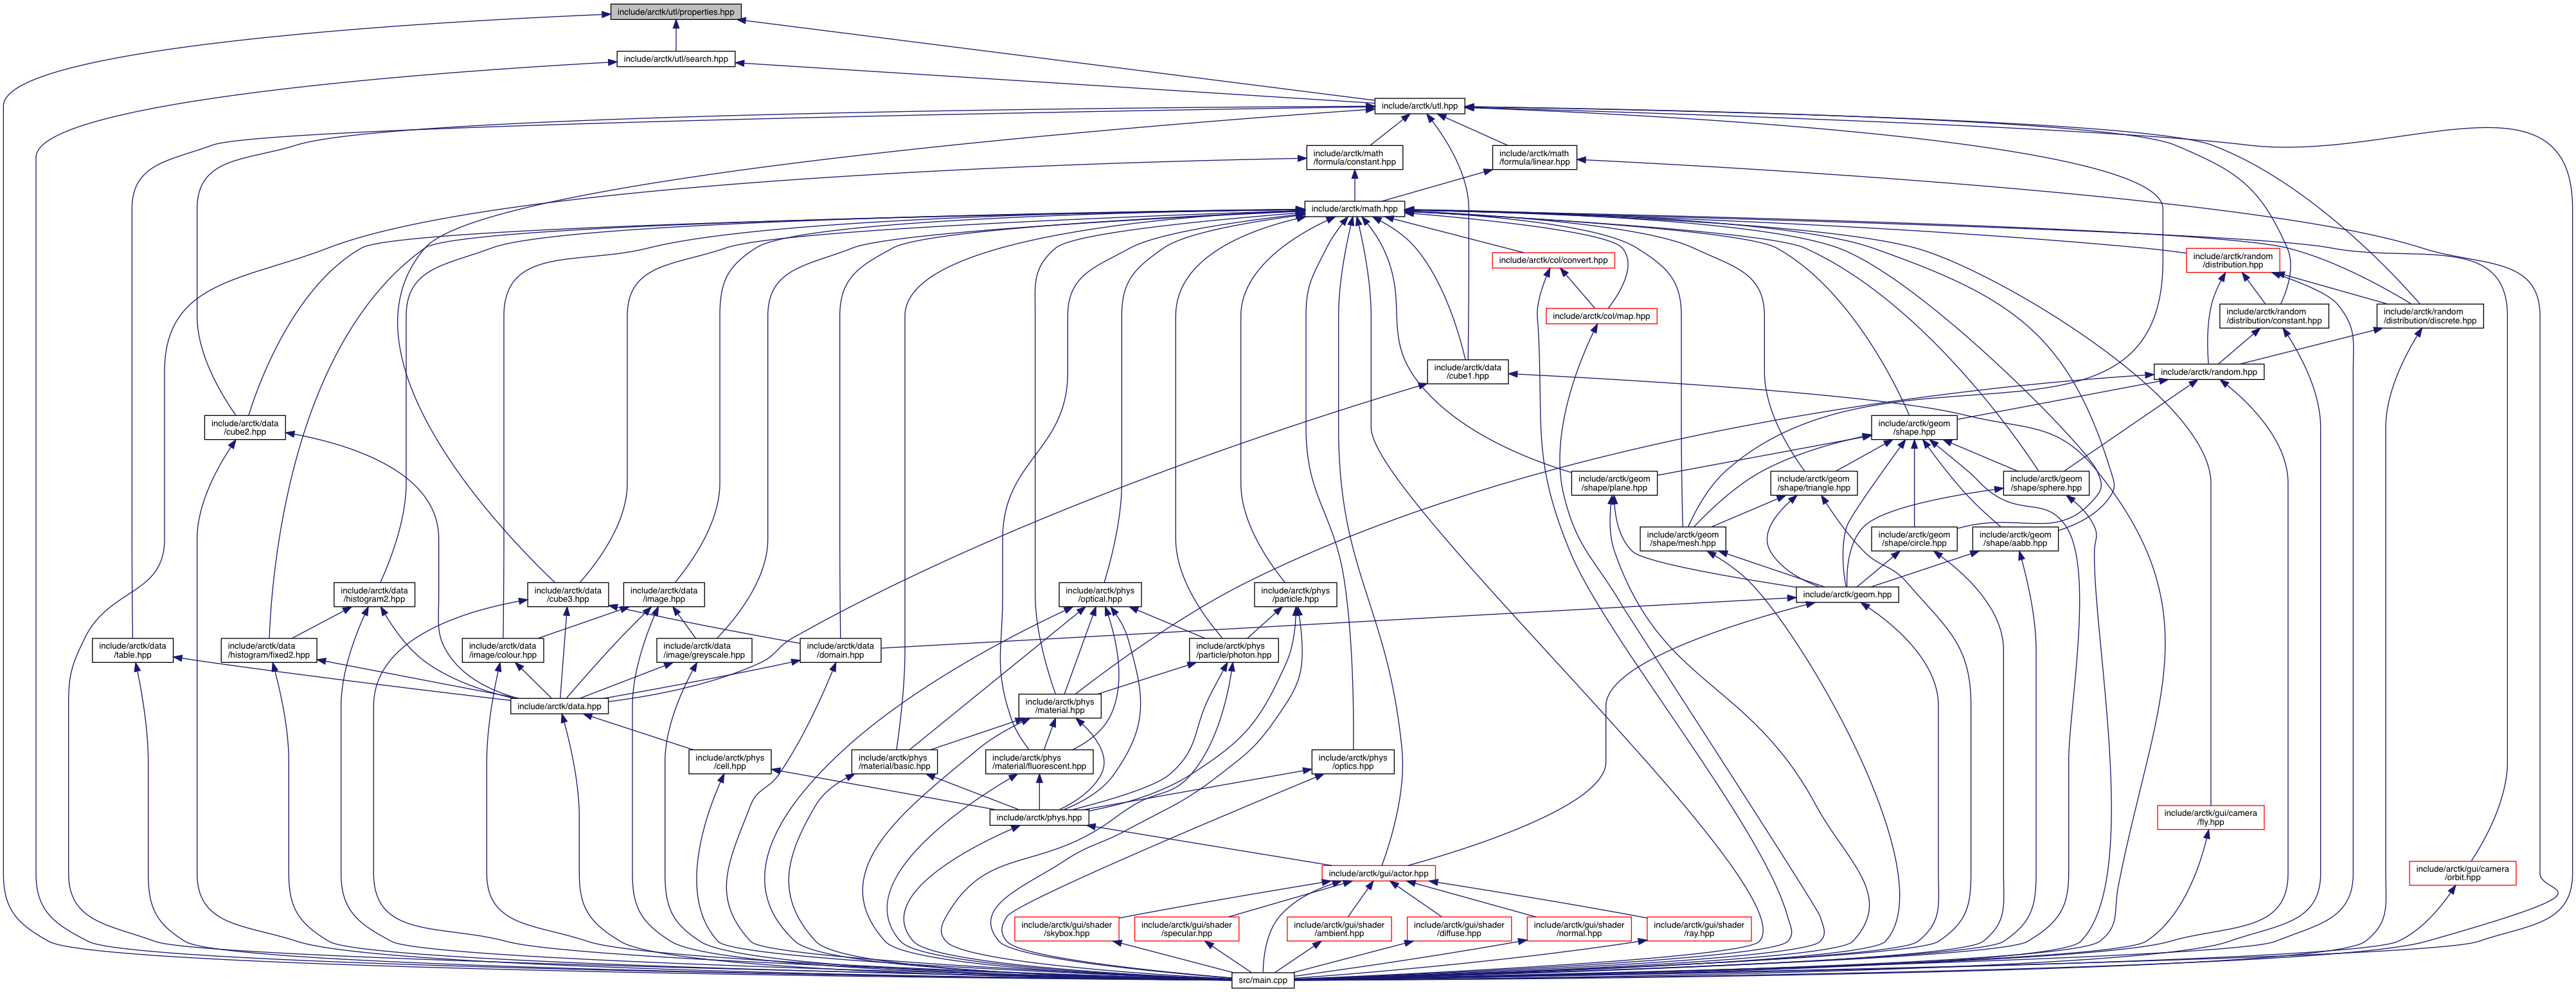 include/arctk/utl/properties.hpp
include/arctk/utl/search.hpp
include/arctk/utl.hpp
include/arctk/math
/formula/constant.hpp
include/arctk/math
/formula/linear.hpp
include/arctk/math.hpp
include/arctk/col/convert.hpp
include/arctk/random
/distribution.hpp
include/arctk/col/map.hpp
include/arctk/random
/distribution/constant.hpp
include/arctk/random
/distribution/discrete.hpp
include/arctk/data
/cube1.hpp
include/arctk/random.hpp
include/arctk/data
/cube2.hpp
include/arctk/geom
/shape.hpp
include/arctk/geom
/shape/plane.hpp
include/arctk/geom
/shape/triangle.hpp
include/arctk/geom
/shape/sphere.hpp
include/arctk/geom
/shape/mesh.hpp
include/arctk/geom
/shape/circle.hpp
include/arctk/geom
/shape/aabb.hpp
include/arctk/data
/histogram2.hpp
include/arctk/data
/cube3.hpp
include/arctk/data
/image.hpp
include/arctk/phys
/optical.hpp
include/arctk/phys
/particle.hpp
include/arctk/geom.hpp
include/arctk/data
/table.hpp
include/arctk/data
/histogram/fixed2.hpp
include/arctk/data
/image/colour.hpp
include/arctk/data
/image/greyscale.hpp
include/arctk/data
/domain.hpp
include/arctk/phys
/particle/photon.hpp
include/arctk/data.hpp
include/arctk/phys
/material.hpp
include/arctk/phys
/cell.hpp
include/arctk/phys
/material/basic.hpp
include/arctk/phys
/material/fluorescent.hpp
include/arctk/phys
/optics.hpp
include/arctk/phys.hpp
include/arctk/gui/camera
/fly.hpp
include/arctk/gui/actor.hpp
include/arctk/gui/camera
/orbit.hpp
include/arctk/gui/shader
/skybox.hpp
include/arctk/gui/shader
/specular.hpp
include/arctk/gui/shader
/ambient.hpp
include/arctk/gui/shader
/diffuse.hpp
include/arctk/gui/shader
/normal.hpp
include/arctk/gui/shader
/ray.hpp
src/main.cpp